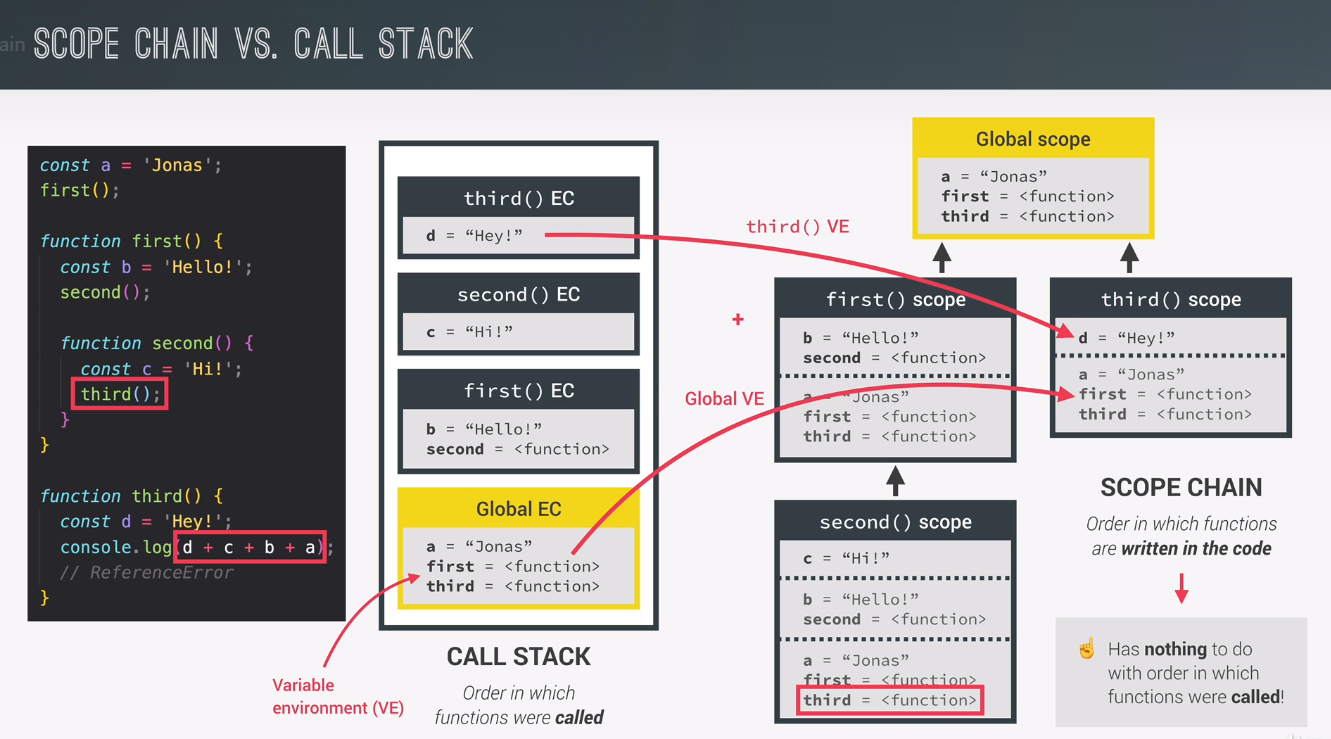 ain
SCOPE CHAIN VS. CALL STACK
const a = 'Jonas';
first();
function first() {
const b = 'Hello!';
second();
function second() {
const c = 'Hi!';
third();
}
}
function third() {
const d = 'Hey!';
console.log(d + c + b + a);
// ReferenceError
}
third() EC
d = “Hey!”
second() EC
c = “Hi!”
first() EC
b = “Hello!”
second = <function>
Global EC
a = “Jonas”
first = <function>
third = <function>
CALL STACK
Order in which
functions were called
Variable
environment (VE)
third() VE
+
Global VE
Global scope
a = “Jonas”
first = <function>
third = <function>
first() scope
b = “Hello!”
second = <function>
a = “Jonas”
first = <function>
third = <function>
second() scope
c = “Hi!”
b = “Hello!”
second = <function>
a = “Jonas”
first = <function>
third = <function>
third() scope
d = “Hey!”
a = “Jonas”
first = <function>
third = <function>
SCOPE CHAIN
Order in which functions
are written in the code
☝ Has nothing to do
with order in which
functions were called!